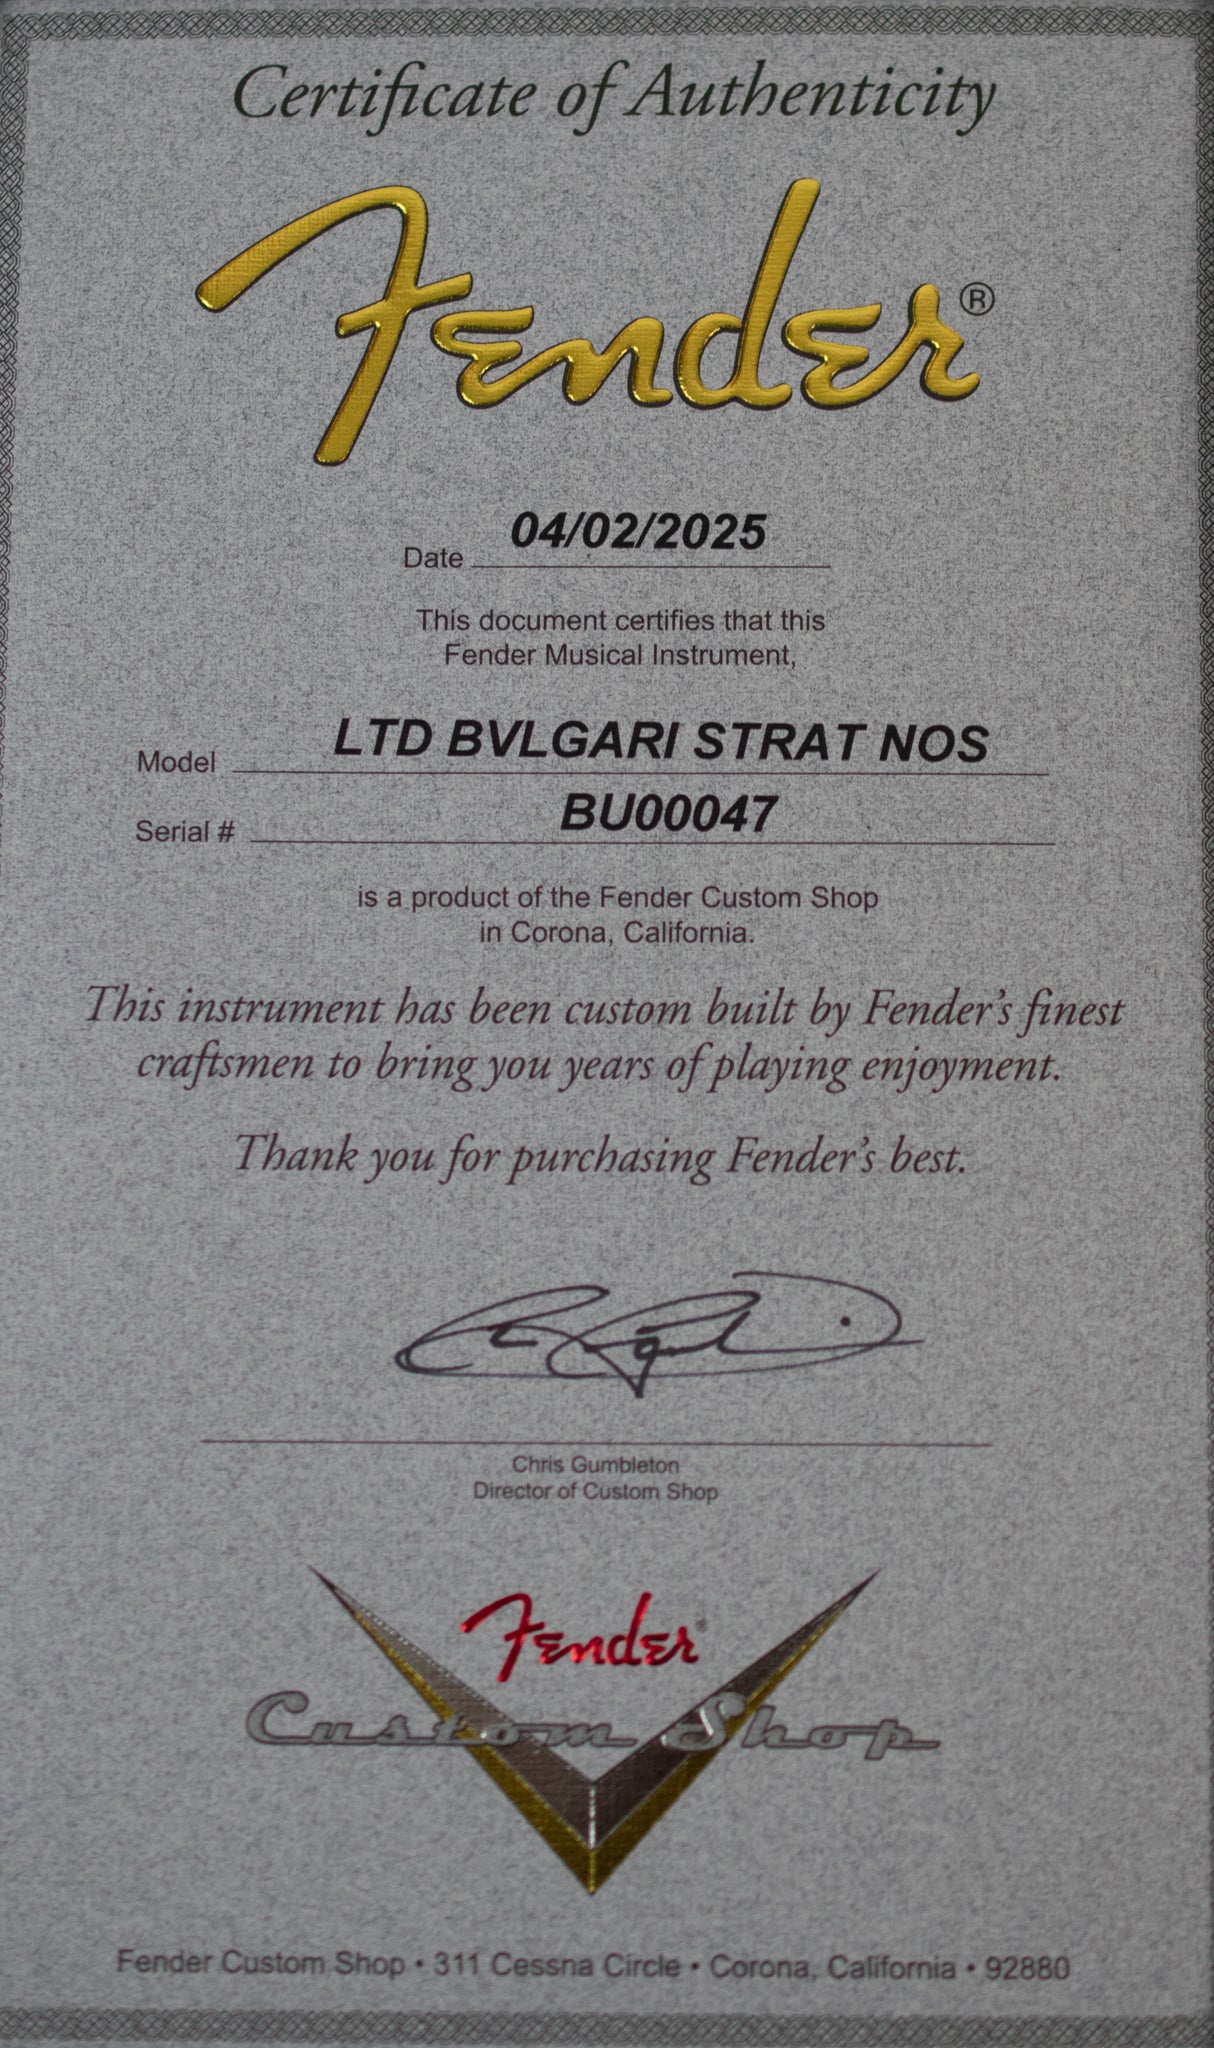 Certificate of Authenticity
Fender®
Date 04/02/2025
This document certifies that this
Fender Musical Instrument,
Model LTD BVLGARI STRAT NOS
Serial # BU00047
is a product of the Fender Custom Shop
in Corona, California.
This instrument has been custom built by Fender's finest
craftsmen to bring you years of playing enjoyment.
Thank you for purchasing Fender's best.
Chris Gumbleton
Director of Custom Shop
Fender®
Custom Shop
Fender Custom Shop • 311 Cessna Circle • Corona, California • 92880